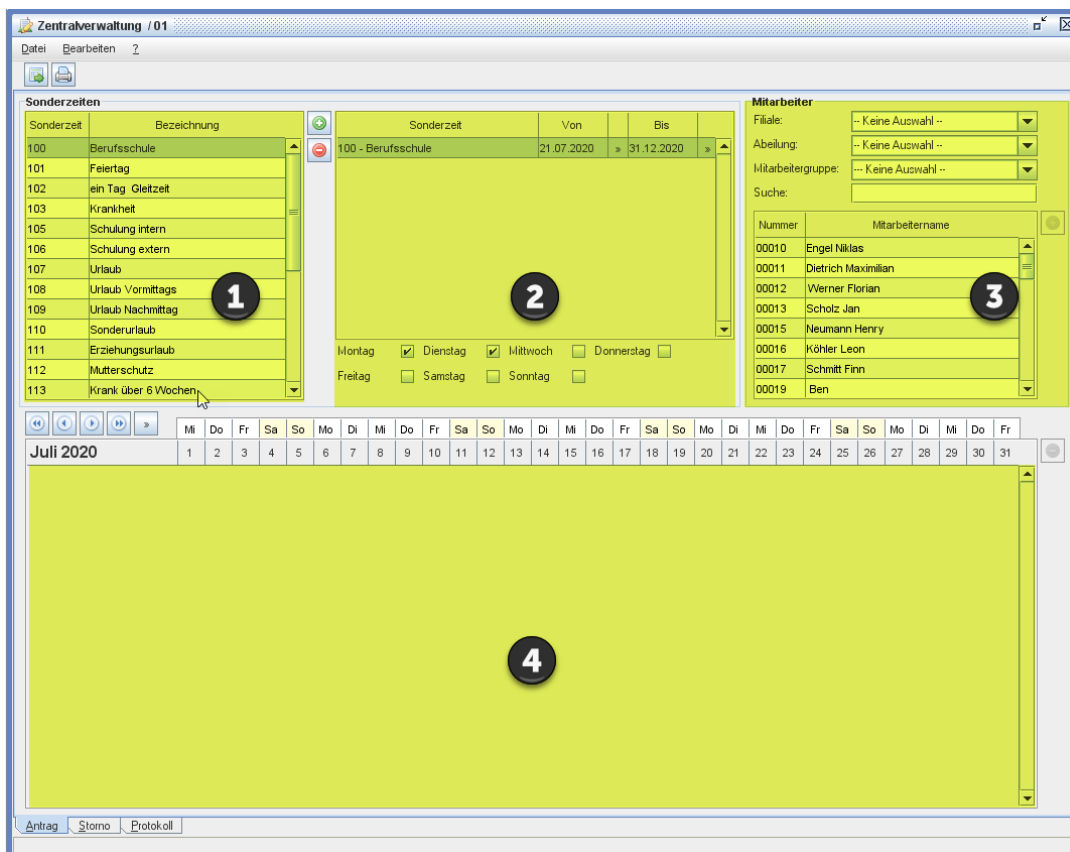 Zentralverwaltung / 01
Datei Bearbeiten ?
Sonderzeiten
Sonderzeit Bezeichnung
100 Berufsschule
101 Feiertag
102 ein Tag Gleitzeit
103 Krankheit
105 Schulung intern
106 Schulung extern
107 Urlaub
108 Urlaub Vormittags
109 Urlaub Nachmittag
110 Sonderurlaub
111 Erziehungsurlaub
112 Mutterschutz
113 Krank über 6 Wochen
1
Sonderzeit Von Bis
100 - Berufsschule 21.07.2020 » 31.12.2020 »
2
Montag Dienstag Mittwoch Donnerstag
Freitag Samstag Sonntag
Mitarbeiter
Filiale: -- Keine Auswahl --
Abeilung: -- Keine Auswahl --
Mitarbeitergruppe: --- Keine Auswahl --
Suche:
Nummer Mitarbeitername
00010 Engel Niklas
00011 Dietrich Maximilian
00012 Werner Florian
00013 Scholz Jan
00015 Neumann Henry
00016 Köhler Leon
00017 Schmitt Finn
00019 Ben
3
» Mi Do Fr Sa So Mo Di Mi Do Fr Sa So Mo Di Mi Do Fr Sa So Mo Di Mi Do Fr Sa So Mo Di Mi Do Fr
Juli 2020 1 2 3 4 5 6 7 8 9 10 11 12 13 14 15 16 17 18 19 20 21 22 23 24 25 26 27 28 29 30 31
4
Antrag Storno Protokoll